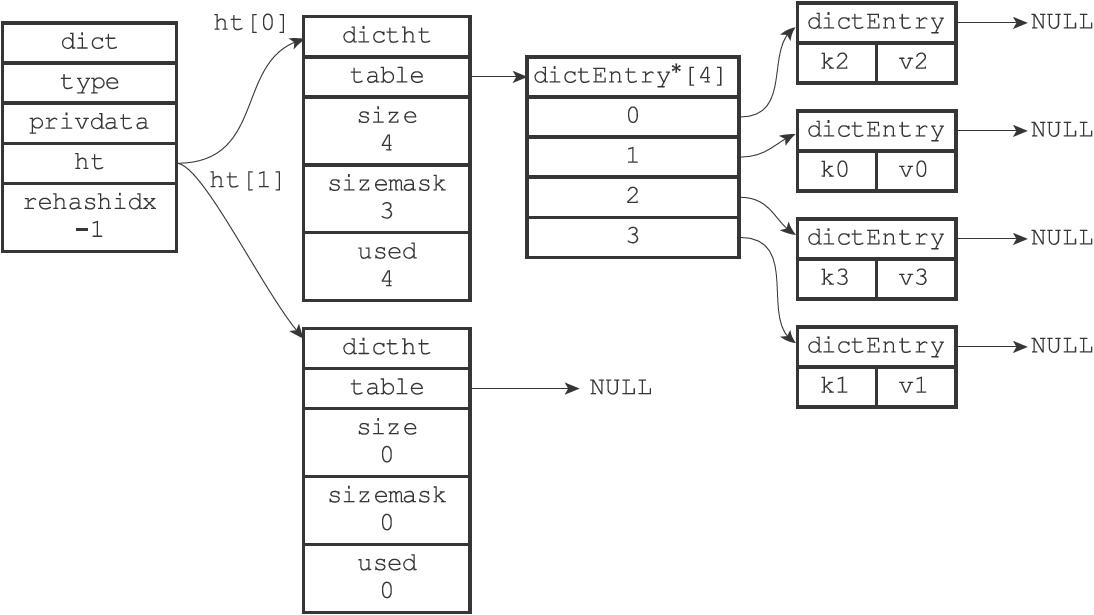 dict
type
privdata
ht
rehashidx
-1
ht[0]
ht[1]
dictht
table
size
4
sizemask
3
used
4
dictht
table
NULL
size
0
sizemask
0
used
0
dictEntry*[4]
0
1
2
3
dictEntry
NULL
k2 v2
dictEntry
NULL
k0 v0
dictEntry
NULL
k3 v3
dictEntry
NULL
k1 v1